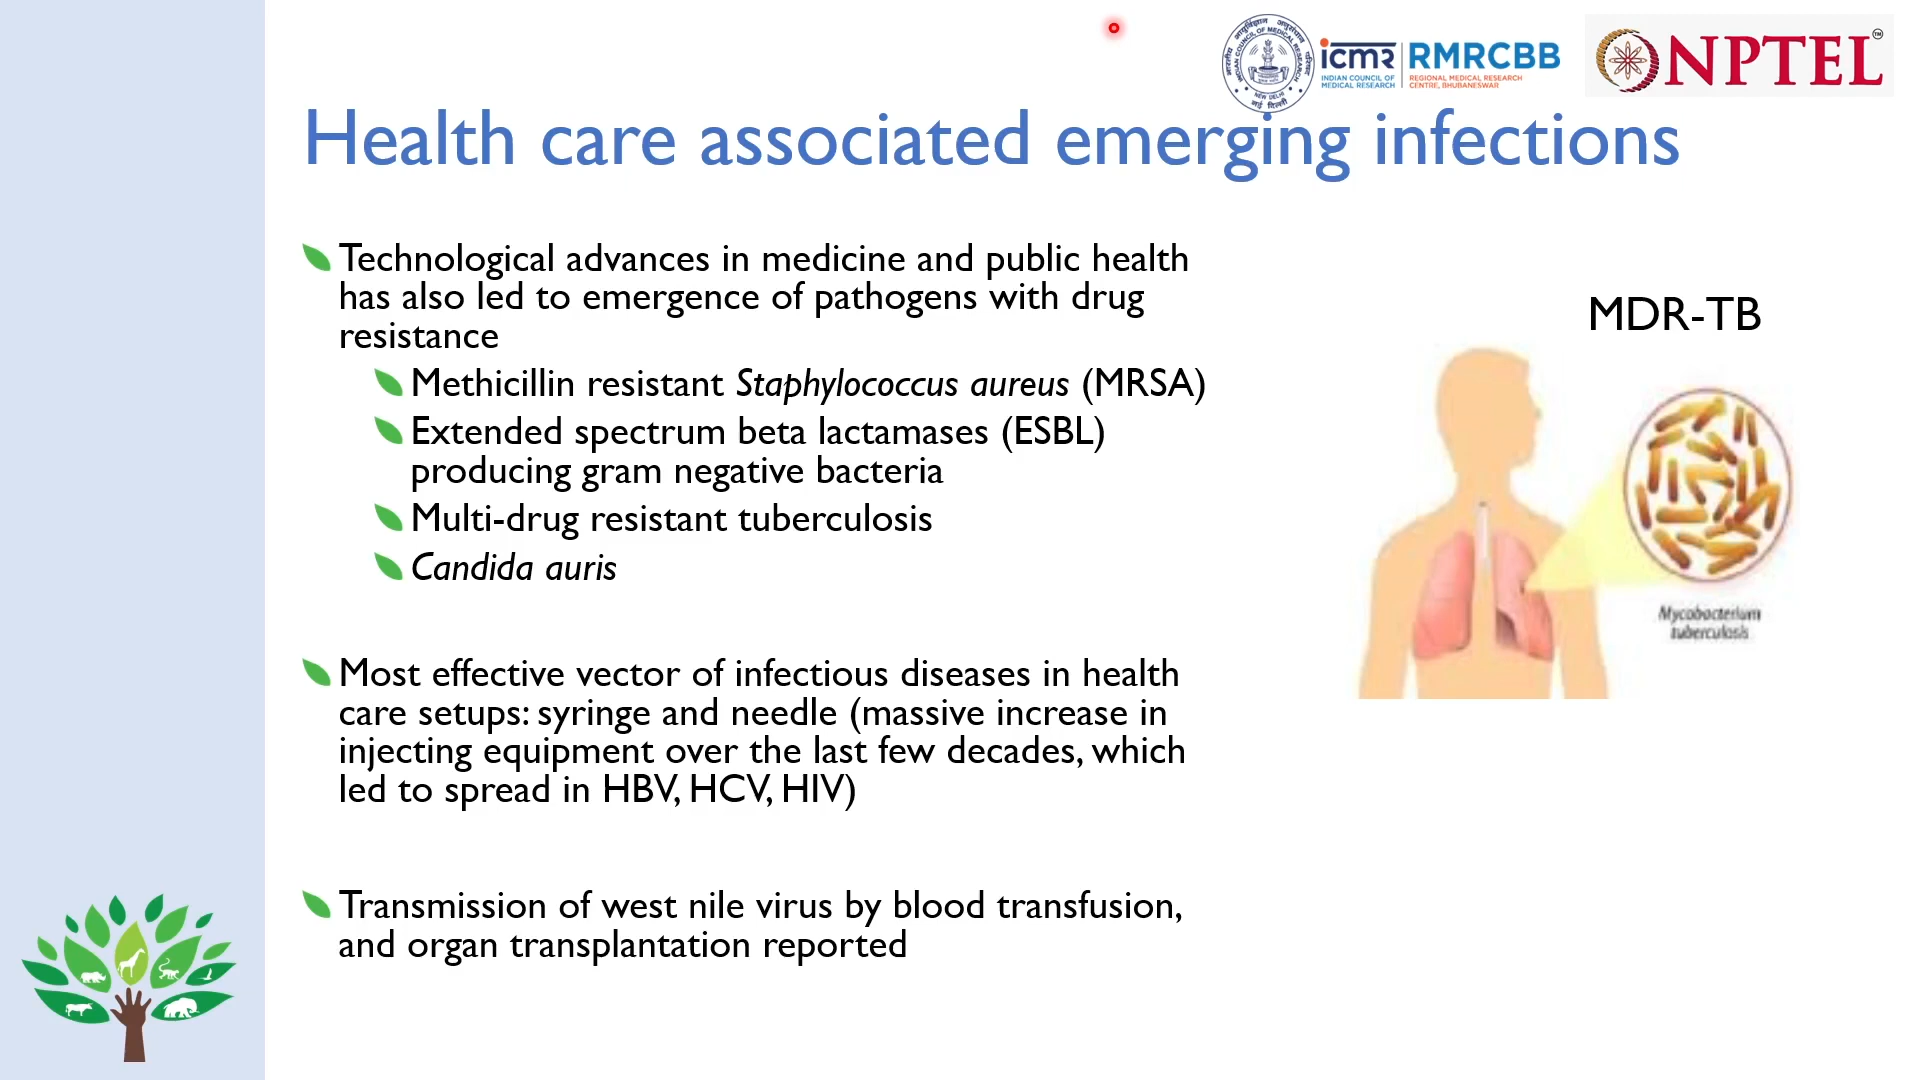 icmr
INDIAN COUNCIL OF
MEDICAL RESEARCH
RMRCBB
REGIONAL MEDICAL RESEARCH
CENTRE, BHUBANESWAR
NPTEL™
Health care associated emerging infections
Technological advances in medicine and public health
has also led to emergence of pathogens with drug
resistance
Methicillin resistant Staphylococcus aureus (MRSA)
Extended spectrum beta lactamases (ESBL)
producing gram negative bacteria
Multi-drug resistant tuberculosis
Candida auris
Most effective vector of infectious diseases in health
care setups: syringe and needle (massive increase in
injecting equipment over the last few decades, which
led to spread in HBV, HCV, HIV)
Transmission of west nile virus by blood transfusion,
and organ transplantation reported
MDR-TB
Mycobacterium
tuberculosis